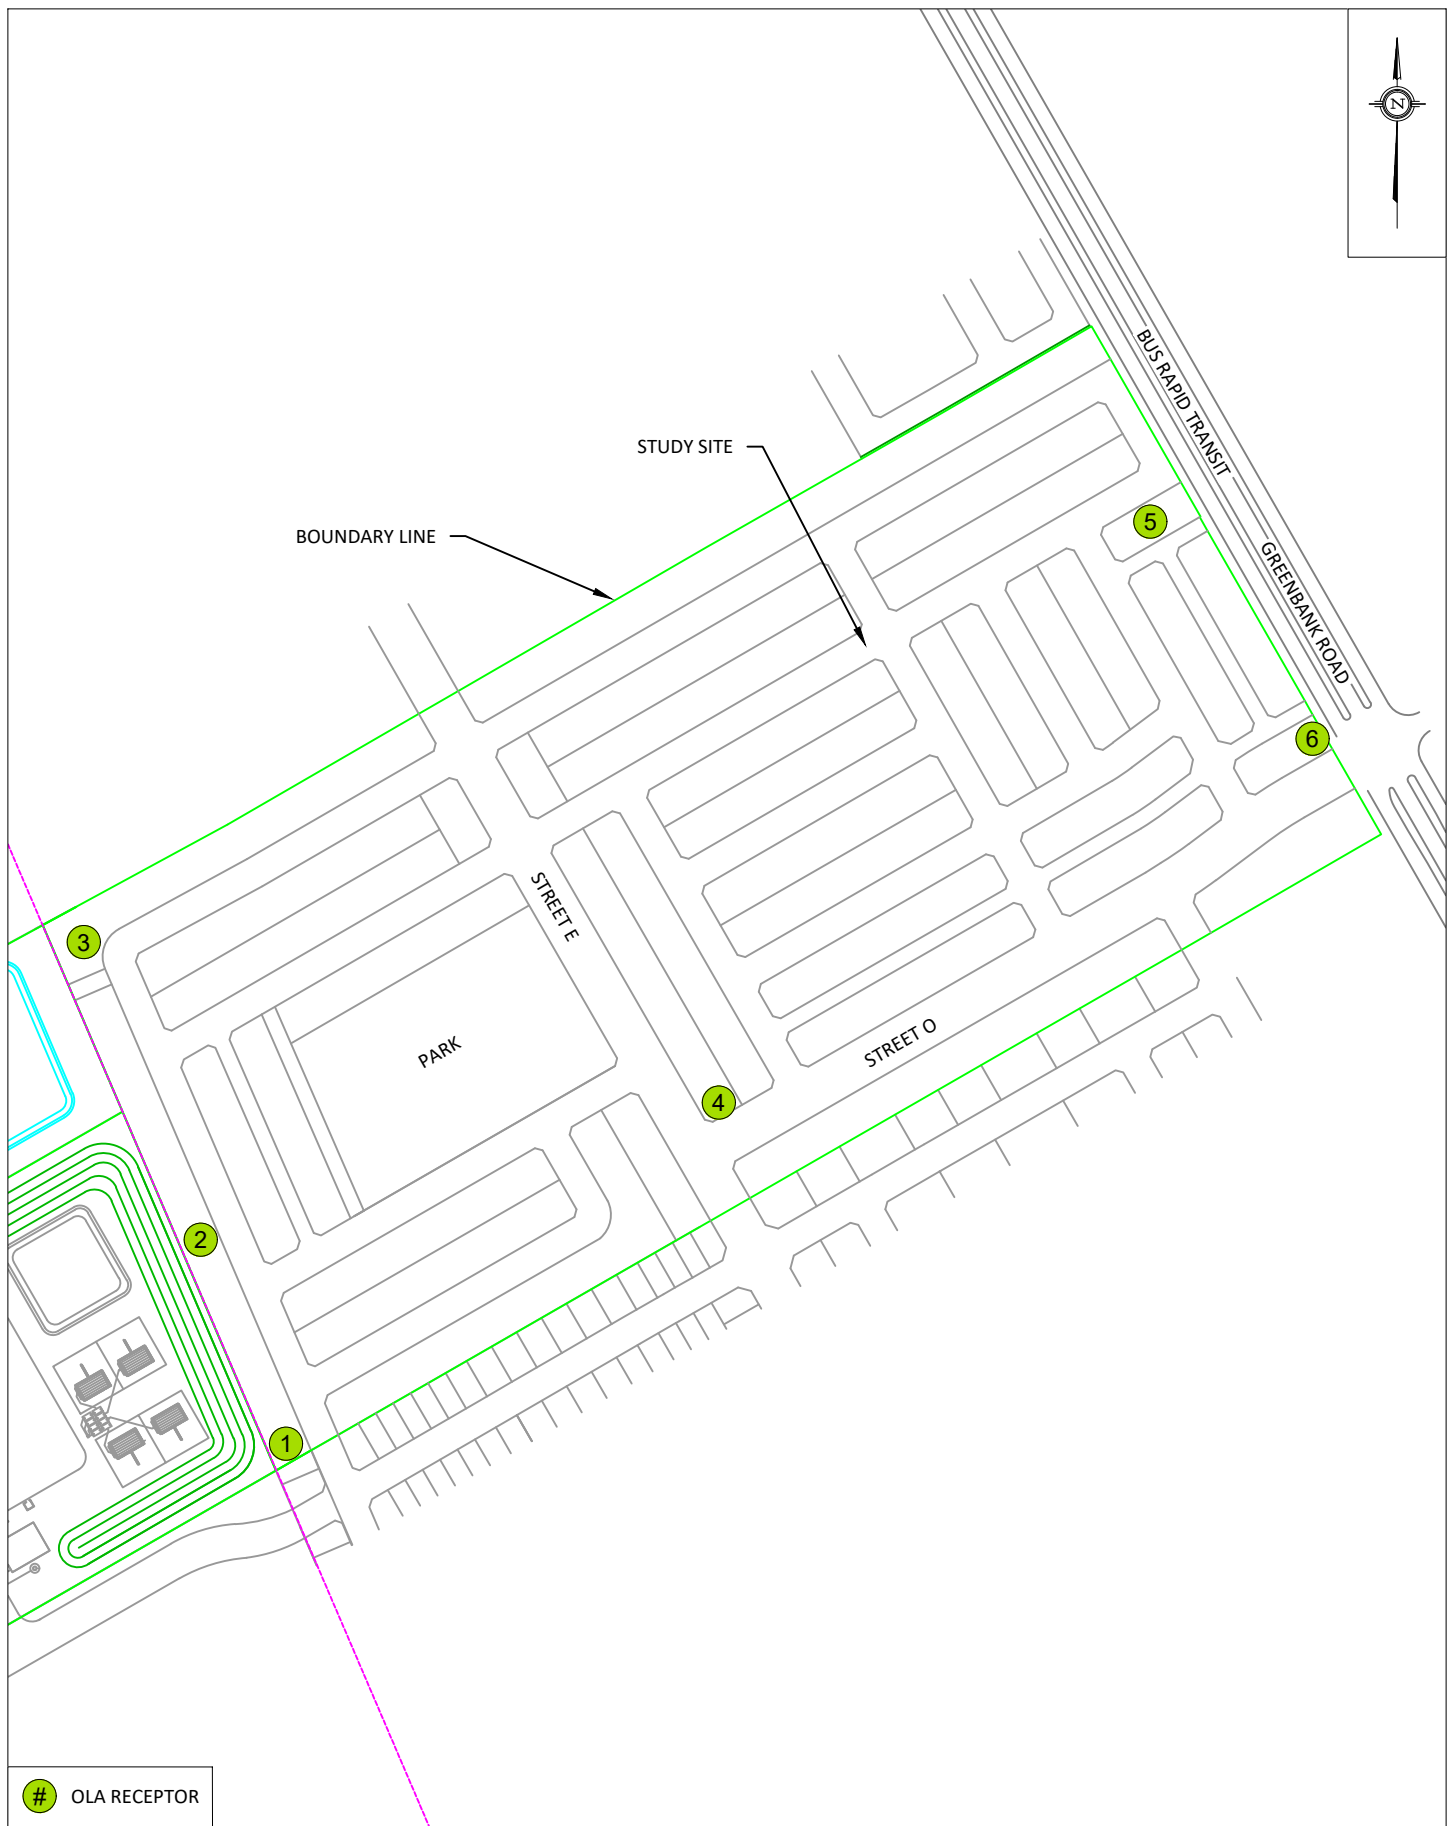 N
BUS RAPID TRANSIT
STUDY SITE
5
BOUNDARY LINE
GREENBANK ROAD
6
STREET E
3
STREET O
PARK
4
2
1
# OLA RECEPTOR